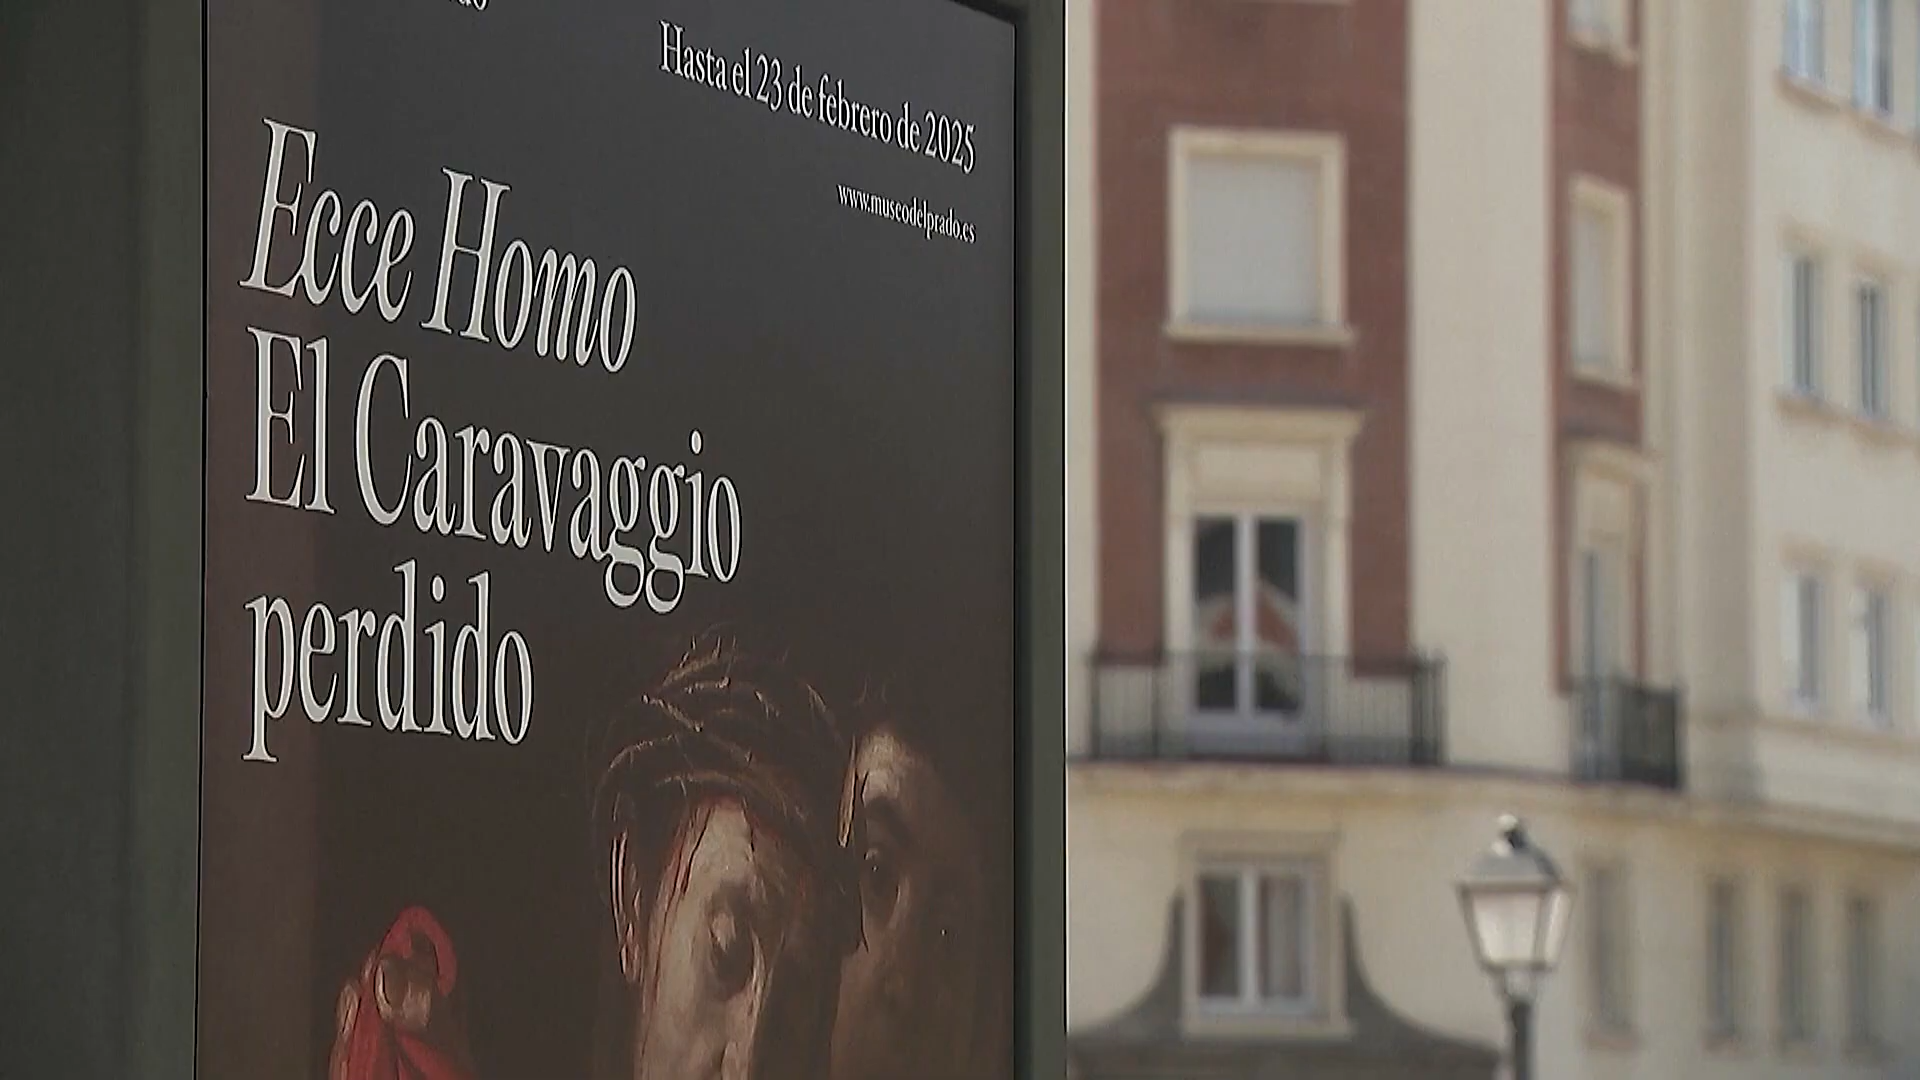 Hasta el 23 de febrero de 2025
www.museodelprado.es
Ecce Homo
El Caravaggio
perdido